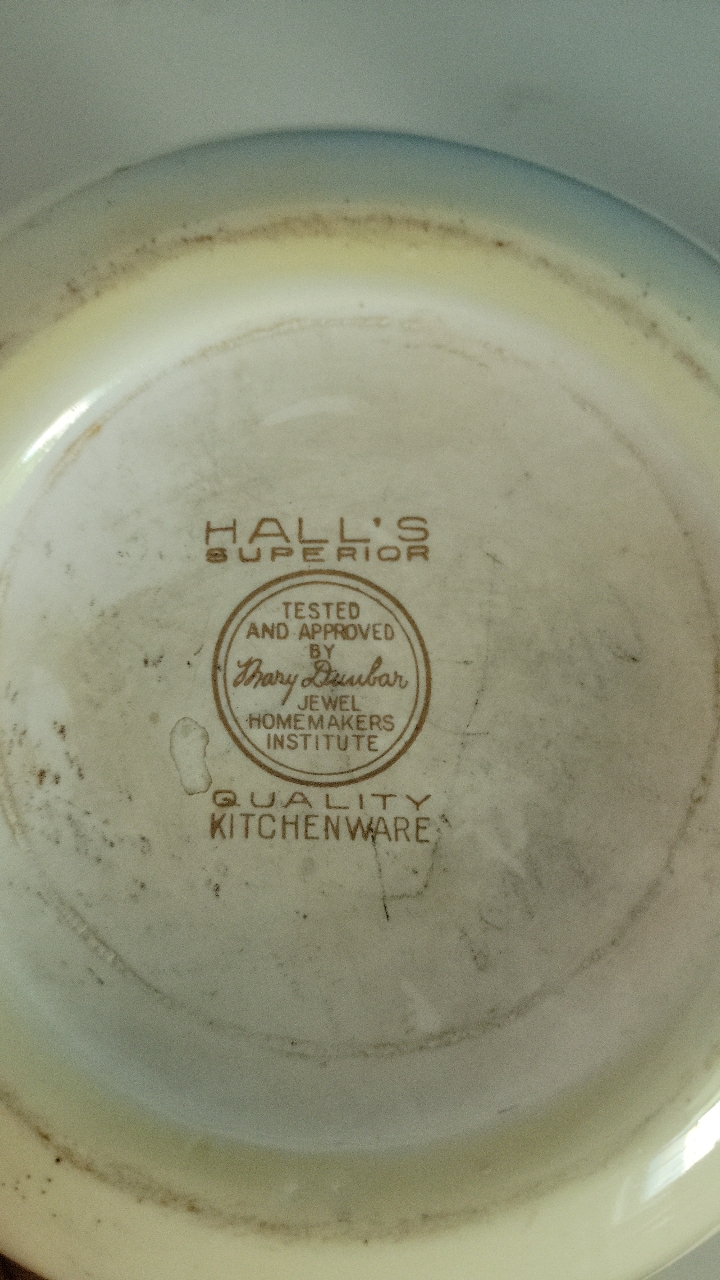 HALL'S
SUPERIOR
TESTED
AND APPROVED
BY
Mary Dunbar
JEWEL
HOMEMAKERS
INSTITUTE
QUALITY
KITCHENWARE